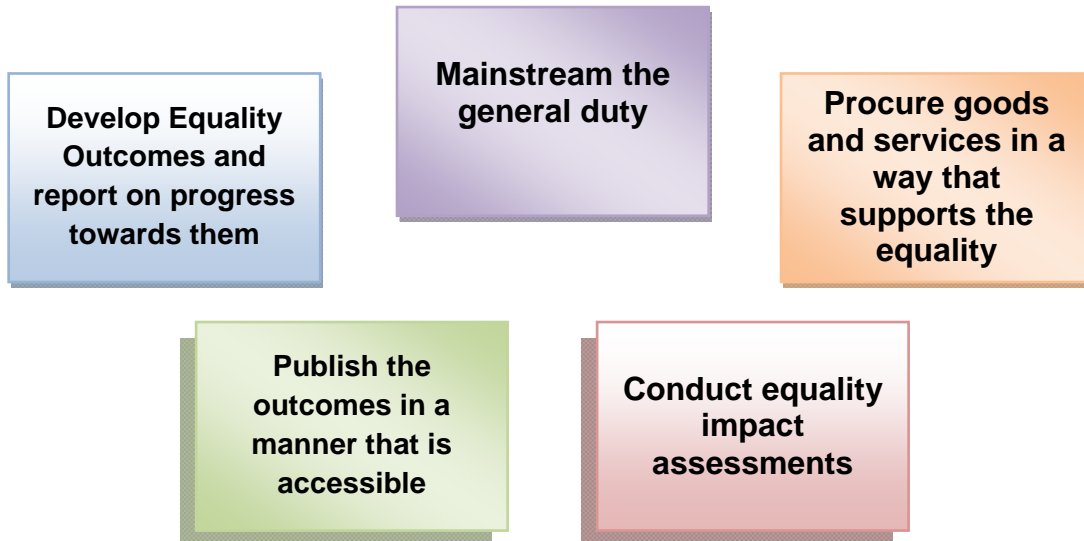 Develop Equality
Outcomes and
report on progress
towards them
Mainstream the
general duty
Procure goods
and services in a
way that
supports the
equality
Publish the
outcomes in a
manner that is
accessible
Conduct equality
impact
assessments